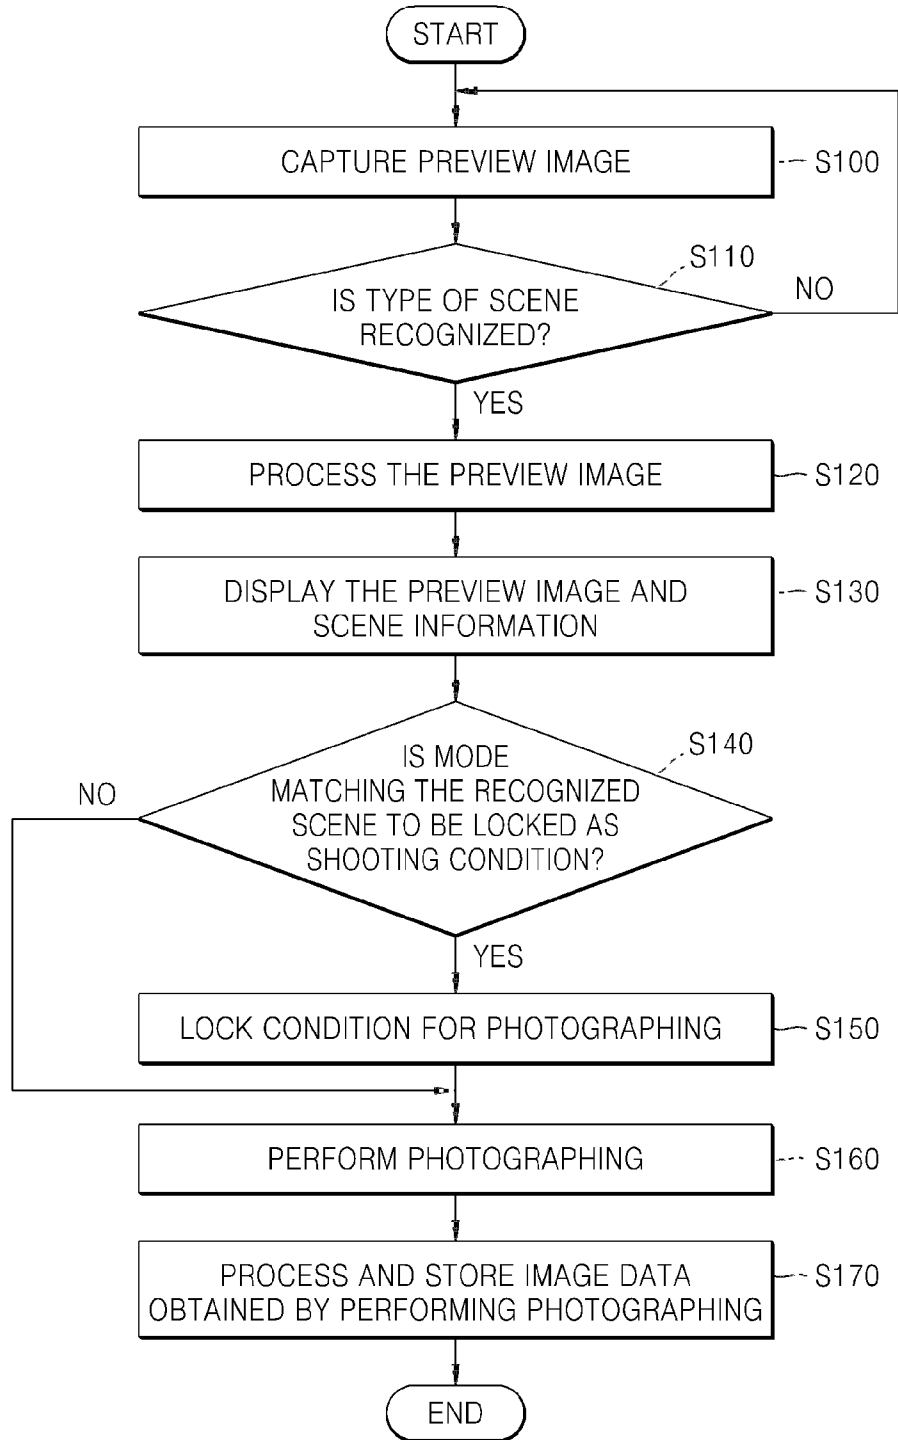 START
CAPTURE PREVIEW IMAGE
S100
S110
IS TYPE OF SCENE
RECOGNIZED?
NO
YES
PROCESS THE PREVIEW IMAGE
S120
DISPLAY THE PREVIEW IMAGE AND
SCENE INFORMATION
S130
S140
IS MODE
MATCHING THE RECOGNIZED
SCENE TO BE LOCKED AS
SHOOTING CONDITION?
NO
YES
LOCK CONDITION FOR PHOTOGRAPHING
S150
PERFORM PHOTOGRAPHING
S160
PROCESS AND STORE IMAGE DATA
OBTAINED BY PERFORMING PHOTOGRAPHING
S170
END